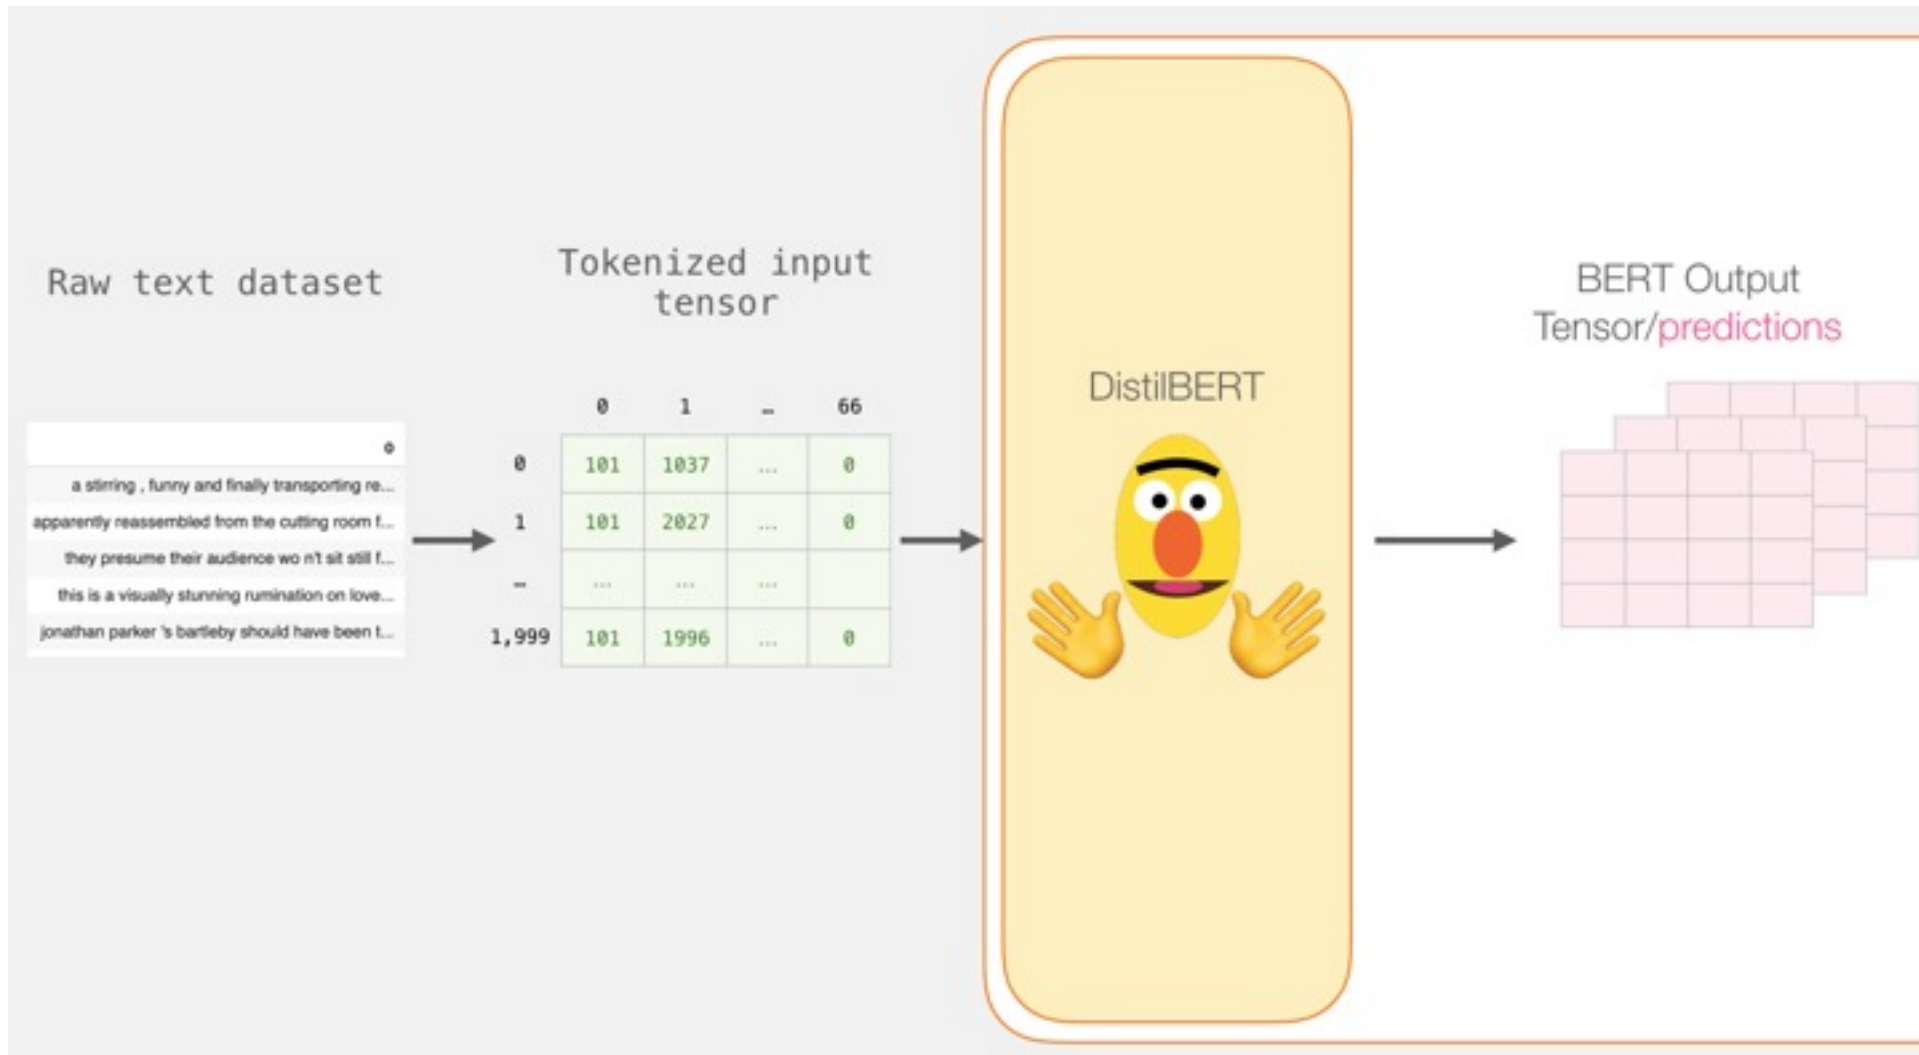 Raw text dataset
0
a stirring , funny and finally transporting re...
apparently reassembled from the cutting room f...
they presume their audience wo n't sit still f...
this is a visually stunning rumination on love...
jonathan parker 's bartleby should have been t...
Tokenized input
tensor
0 1 … 66
0 101 1037 ... 0
1 101 2027 ... 0
… ... ... ...
1,999 101 1996 ... 0
DistilBERT
BERT Output
Tensor/predictions